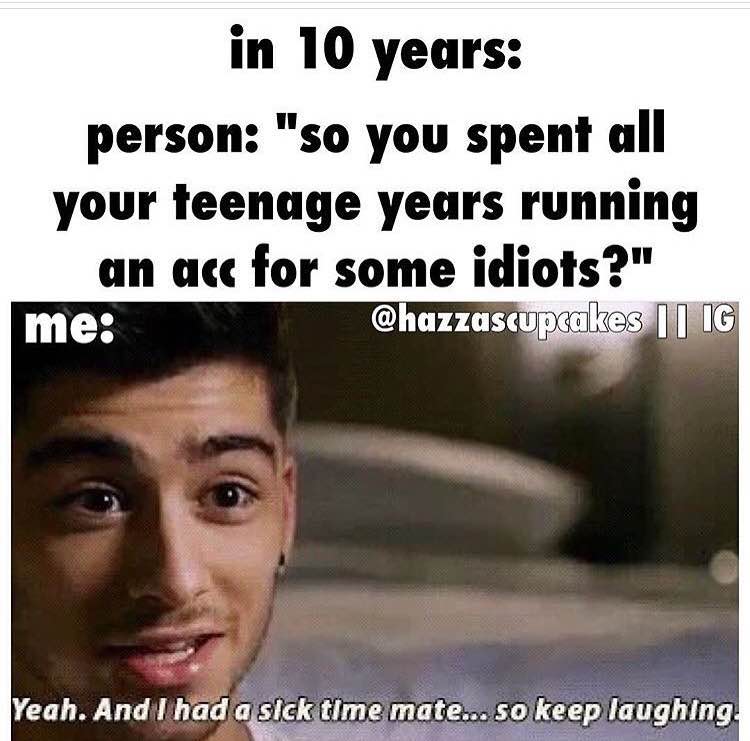 in 10 years:
person: "so you spent all
your teenage years running
an acc for some idiots?"
me:
@hazzascupcakes || IG
Yeah. And I had a sick time mate... so keep laughing.